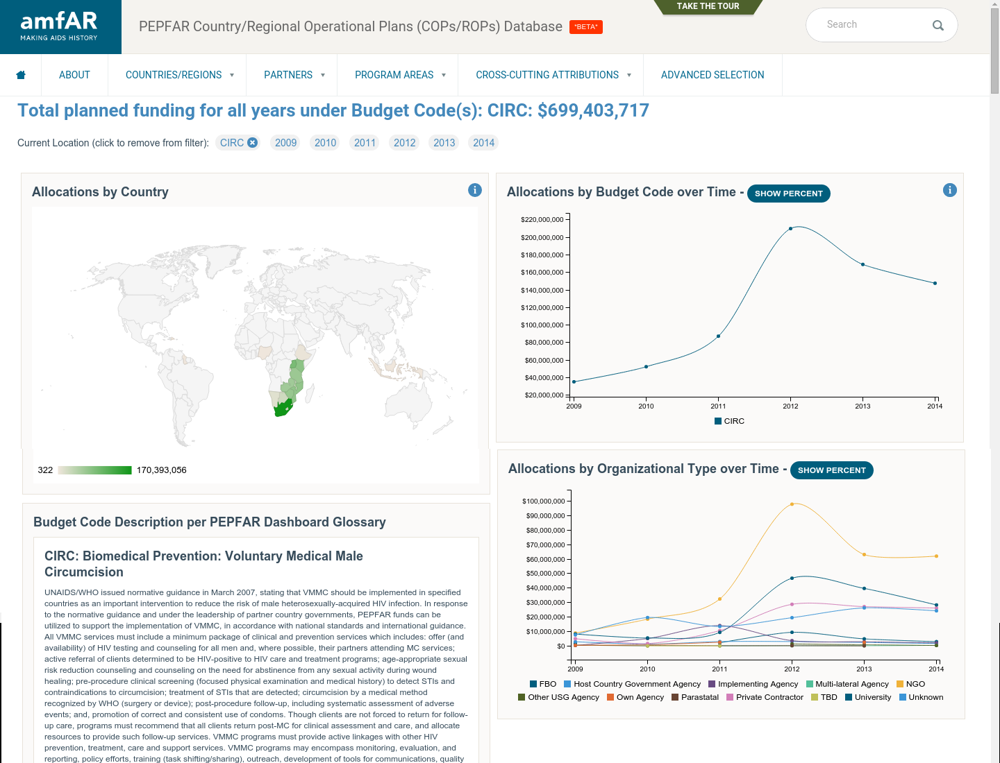 TAKE THE TOUR
amfAR
MAKING AIDS HISTORY
PEPFAR Country/Regional Operational Plans (COPs/ROPs) Database *BETA*
Search
ABOUT COUNTRIES/REGIONS PARTNERS PROGRAM AREAS CROSS-CUTTING ATTRIBUTIONS ADVANCED SELECTION
Total planned funding for all years under Budget Code(s): CIRC: $699,403,717
Current Location (click to remove from filter): CIRC 2009 2010 2011 2012 2013 2014
Allocations by Country
i
322 170,393,056
Allocations by Budget Code over Time - SHOW PERCENT
i
$220,000,000
$200,000,000
$180,000,000
$160,000,000
$140,000,000
$120,000,000
$100,000,000
$80,000,000
$60,000,000
$40,000,000
$20,000,000
2009 2010 2011 2012 2013 2014
CIRC
Allocations by Organizational Type over Time - SHOW PERCENT
$100,000,000
$90,000,000
$80,000,000
$70,000,000
$60,000,000
$50,000,000
$40,000,000
$30,000,000
$20,000,000
$10,000,000
$0
2009 2010 2011 2012 2013 2014
FBO Host Country Government Agency Implementing Agency Multi-lateral Agency NGO
Other USG Agency Own Agency Parastatal Private Contractor TBD University Unknown
Budget Code Description per PEPFAR Dashboard Glossary
CIRC: Biomedical Prevention: Voluntary Medical Male
Circumcision
UNAIDS/WHO issued normative guidance in March 2007, stating that VMMC should be implemented in specified
countries as an important intervention to reduce the risk of male heterosexually-acquired HIV infection. In response
to the normative guidance and under the leadership of partner country governments, PEPFAR funds can be
utilized to support the implementation of VMMC, in accordance with national standards and international guidance.
All VMMC services must include a minimum package of clinical and prevention services which includes: offer (and
availability) of HIV testing and counseling for all men and, where possible, their partners attending MC services;
active referral of clients determined to be HIV-positive to HIV care and treatment programs; age-appropriate sexual
risk reduction counseling and counseling on the need for abstinence from any sexual activity during wound
healing; pre-procedure clinical screening (focused physical examination and medical history) to detect STIs and
contraindications to circumcision; treatment of STIs that are detected; circumcision by a medical method
recognized by WHO (surgery or device); post-procedure follow-up, including systematic assessment of adverse
events; and, promotion of correct and consistent use of condoms. Though clients are not forced to return for follow-
up care, programs must recommend that all clients return post-MC for clinical assessment and care, and allocate
resources to provide such follow-up services. VMMC programs must provide active linkages with other HIV
prevention, treatment, care and support services. VMMC programs may encompass monitoring, evaluation, and
reporting, policy efforts, training (task shifting/sharing), outreach, development of tools for communications, quality